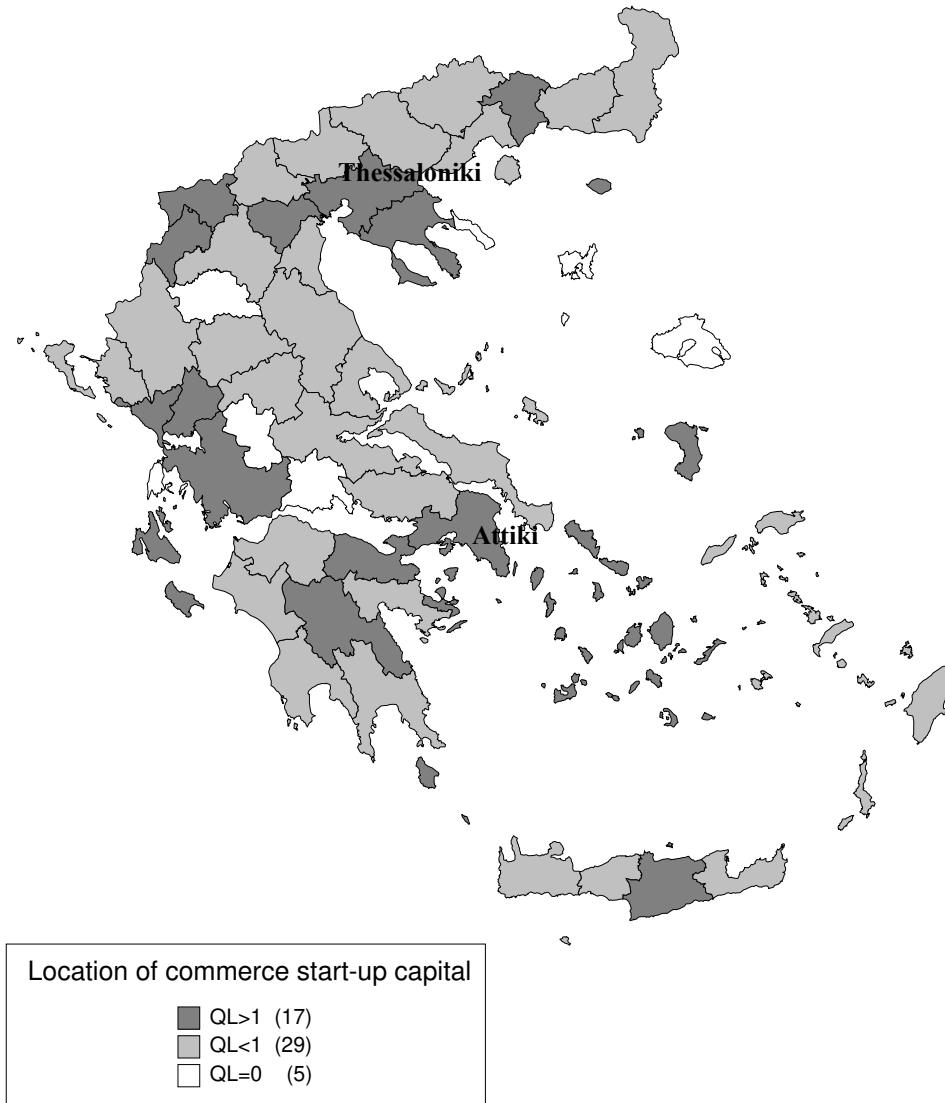 Thessaloniki
Attiki
Location of commerce start-up capital
QL>1 (17)
QL<1 (29)
QL=0 (5)